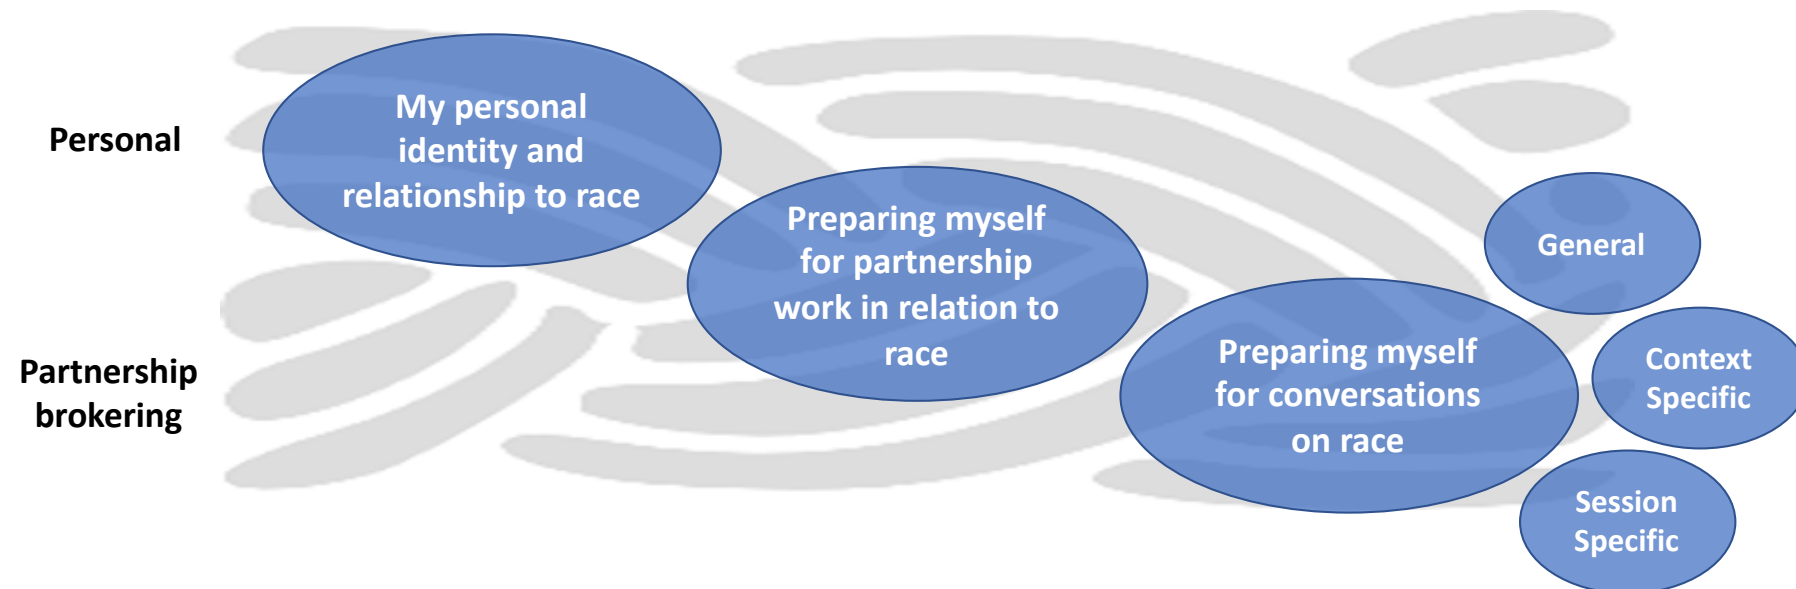 Personal
My personal
identity and
relationship to race
Preparing myself
for partnership
work in relation to
race
General
Partnership
brokering
Preparing myself
for conversations
on race
Context
Specific
Session
Specific